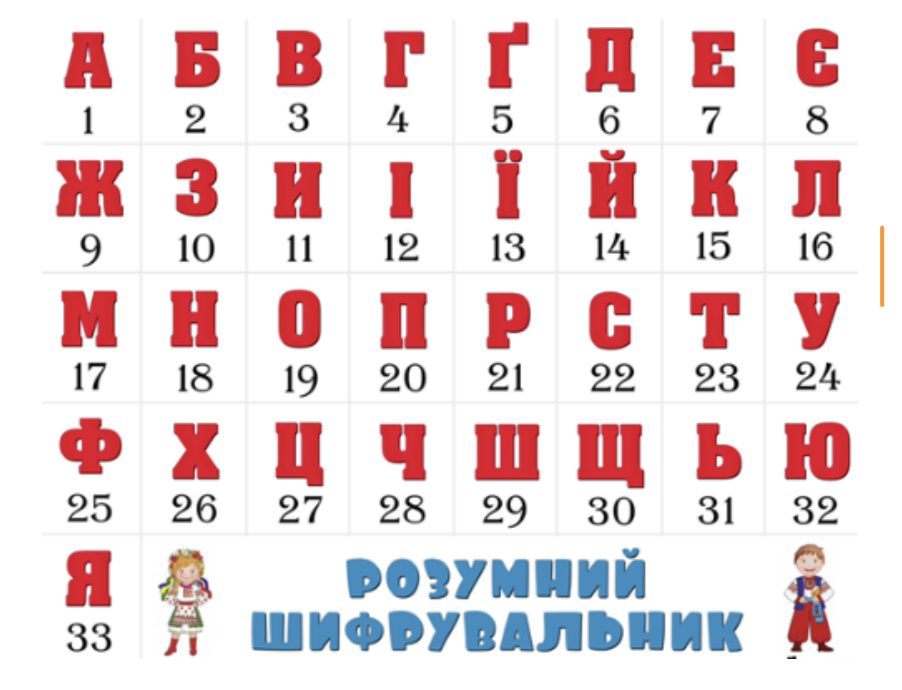 А Б В Г Ґ Д Е Є
1 2 3 4 5 6 7 8
Ж З И І Ї Й К Л
9 10 11 12 13 14 15 16
М Н О П Р С Т У
17 18 19 20 21 22 23 24
Ф Х Ц Ч Ш Щ Ь Ю
25 26 27 28 29 30 31 32
Я
33
РОЗУМНИЙ
ШИФРУВАЛЬНИК